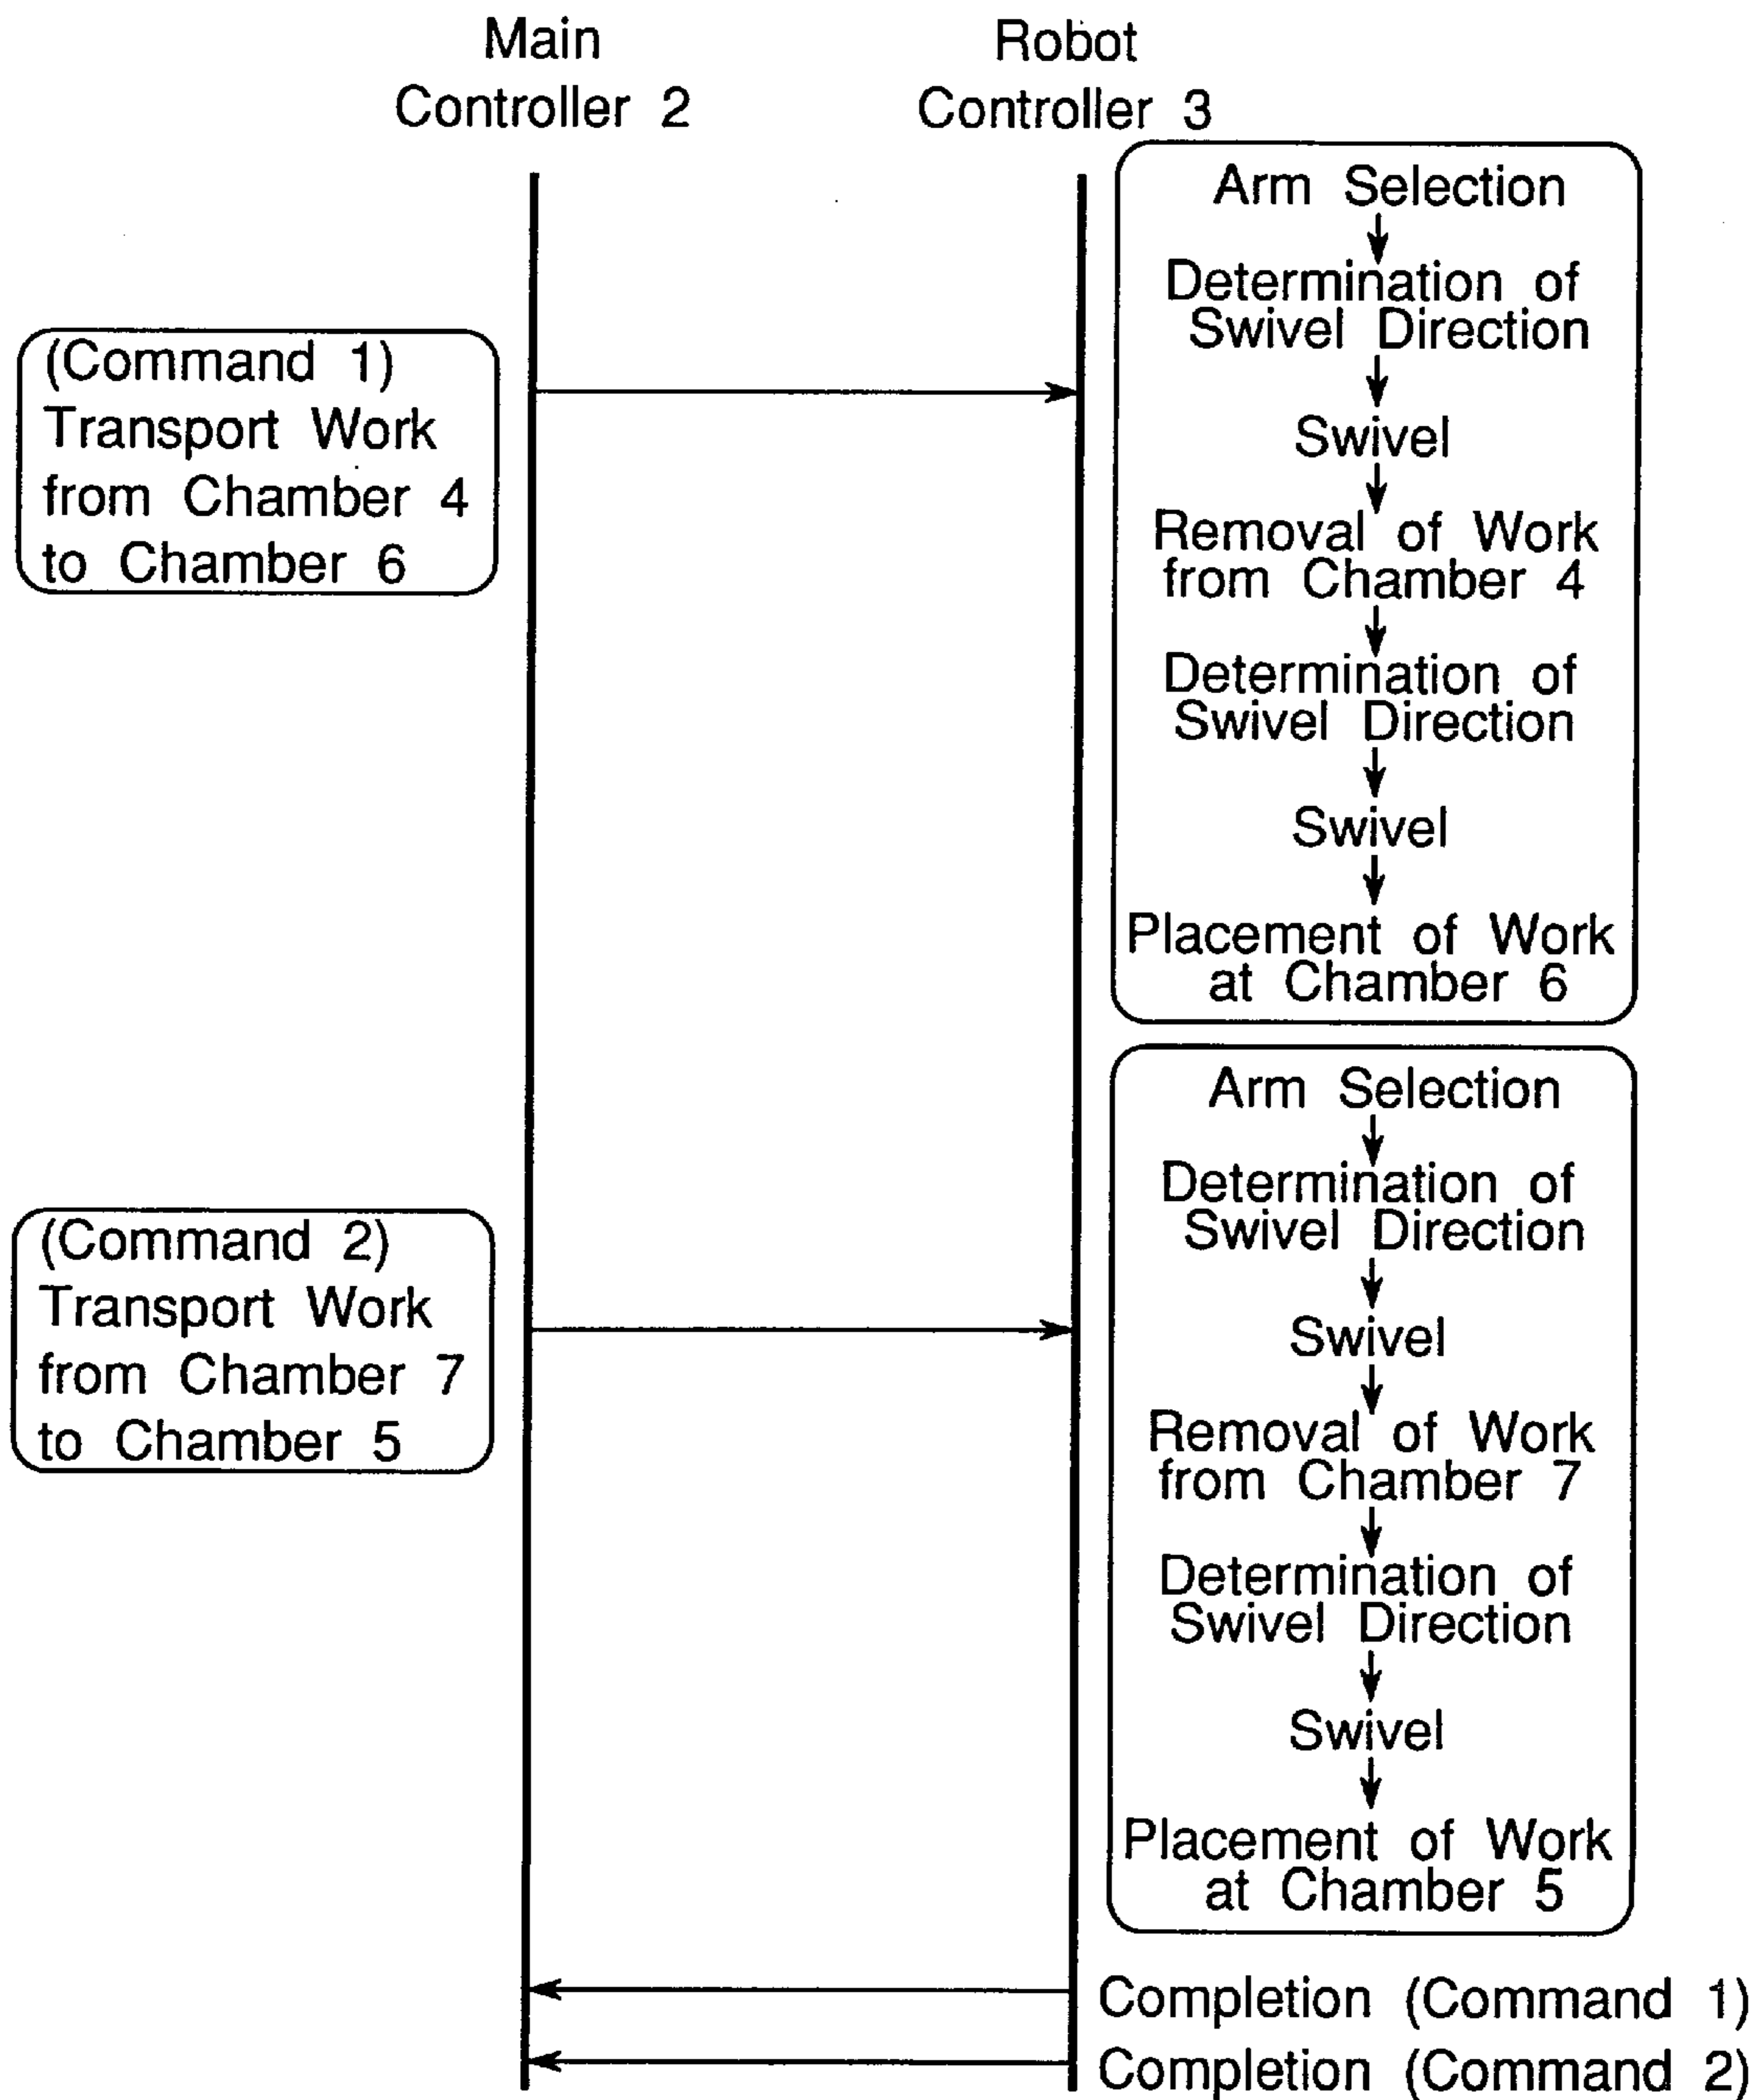 Main
Controller 2
Robot
Controller 3
Arm Selection
Determination of
Swivel Direction
Swivel
Removal of Work
from Chamber 4
Determination of
Swivel Direction
Swivel
Placement of Work
at Chamber 6
(Command 1)
Transport Work
from Chamber 4
to Chamber 6
Arm Selection
Determination of
Swivel Direction
Swivel
Removal of Work
from Chamber 7
Determination of
Swivel Direction
Swivel
Placement of Work
at Chamber 5
(Command 2)
Transport Work
from Chamber 7
to Chamber 5
Completion (Command 1)
Completion (Command 2)